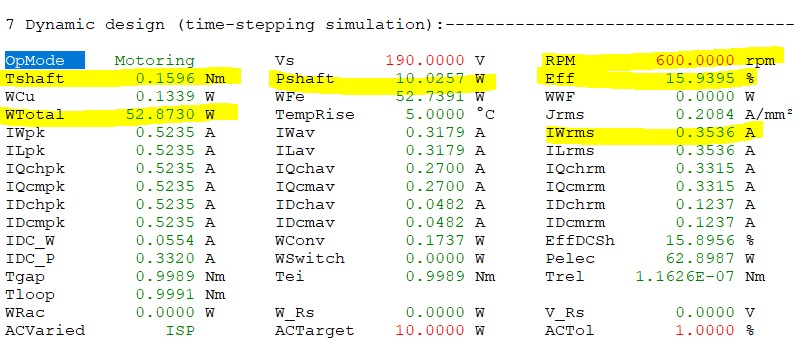 7 Dynamic design (time-stepping simulation):-----------------------------------
OpMode Motoring Vs 190.0000 V RPM 600.0000 rpm
Tshaft 0.1596 Nm Pshaft 10.0257 W Eff 15.9395 %
WCu 0.1339 W WFe 52.7391 W WWF 0.0000 W
WTotal 52.8730 W TempRise 5.0000 °C Jrms 0.2084 A/mm²
IWpk 0.5235 A IWav 0.3179 A IWrms 0.3536 A
ILpk 0.5235 A ILav 0.3179 A ILrms 0.3536 A
IQchpk 0.5235 A IQchav 0.2700 A IQchrm 0.3315 A
IQcmpk 0.5235 A IQcmav 0.2700 A IQcmrm 0.3315 A
IDchpk 0.5235 A IDchav 0.0482 A IDchrm 0.1237 A
IDcmpk 0.5235 A IDcmav 0.0482 A IDcmrm 0.1237 A
IDC_W 0.0554 A WConv 0.1737 W EffDCSh 15.8956 %
IDC_P 0.3320 A WSwitch 0.0000 W Pelec 62.8987 W
Tgap 0.9989 Nm Tei 0.9989 Nm Trel 1.1626E-07 Nm
Tloop 0.9991 Nm
WRac 0.0000 W W_Rs 0.0000 W V_Rs 0.0000 V
ACVaried ISP ACTarget 10.0000 W ACTol 1.0000 %